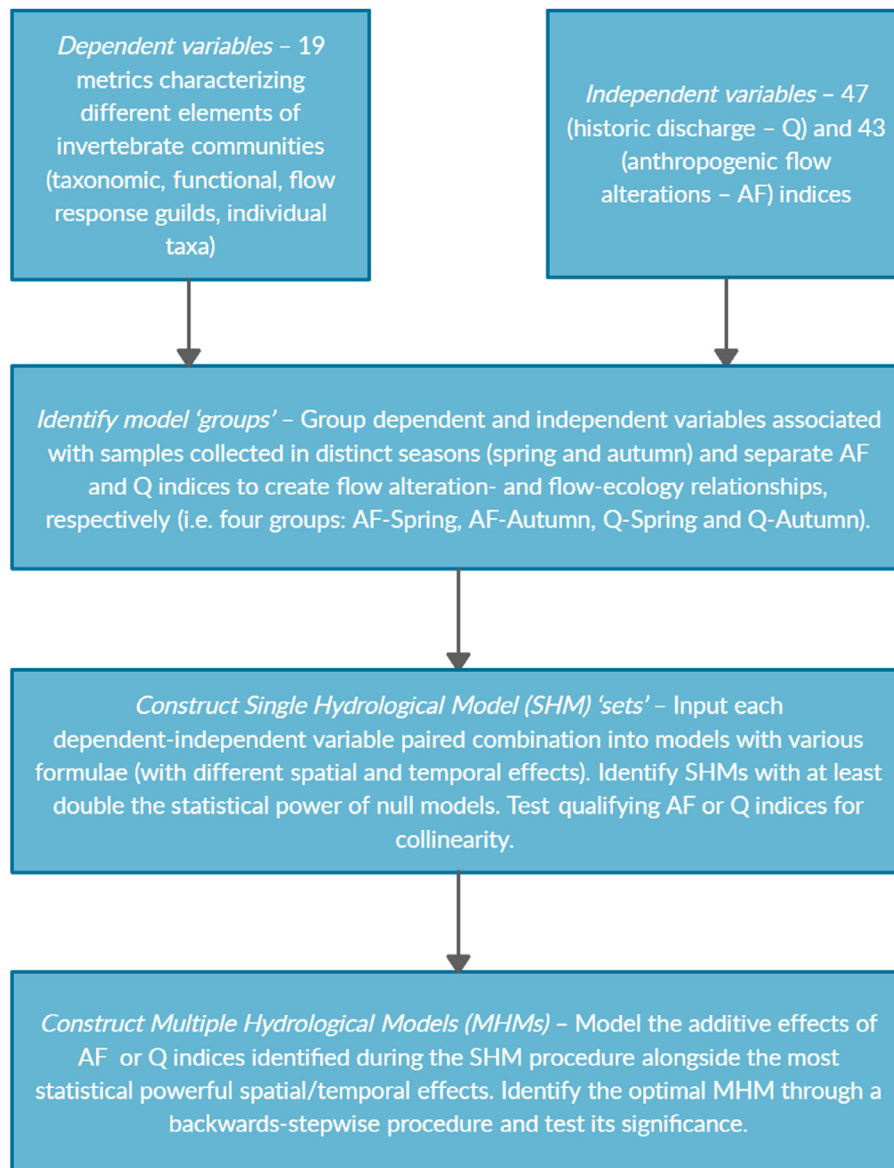 Dependent variables – 19
metrics characterizing
different elements of
invertebrate communities
(taxonomic, functional, flow
response guilds, individual
taxa)
Independent variables – 47
(historic discharge – Q) and 43
(anthropogenic flow
alterations – AF) indices
Identify model ‘groups’ – Group dependent and independent variables associated
with samples collected in distinct seasons (spring and autumn) and separate AF
and Q indices to create flow alteration- and flow-ecology relationships,
respectively (i.e. four groups: AF-Spring, AF-Autumn, Q-Spring and Q-Autumn).
Construct Single Hydrological Model (SHM) ‘sets’ – Input each
dependent-independent variable paired combination into models with various
formulae (with different spatial and temporal effects). Identify SHMs with at least
double the statistical power of null models. Test qualifying AF or Q indices for
collinearity.
Construct Multiple Hydrological Models (MHMs) – Model the additive effects of
AF or Q indices identified during the SHM procedure alongside the most
statistical powerful spatial/temporal effects. Identify the optimal MHM through a
backwards-stepwise procedure and test its significance.